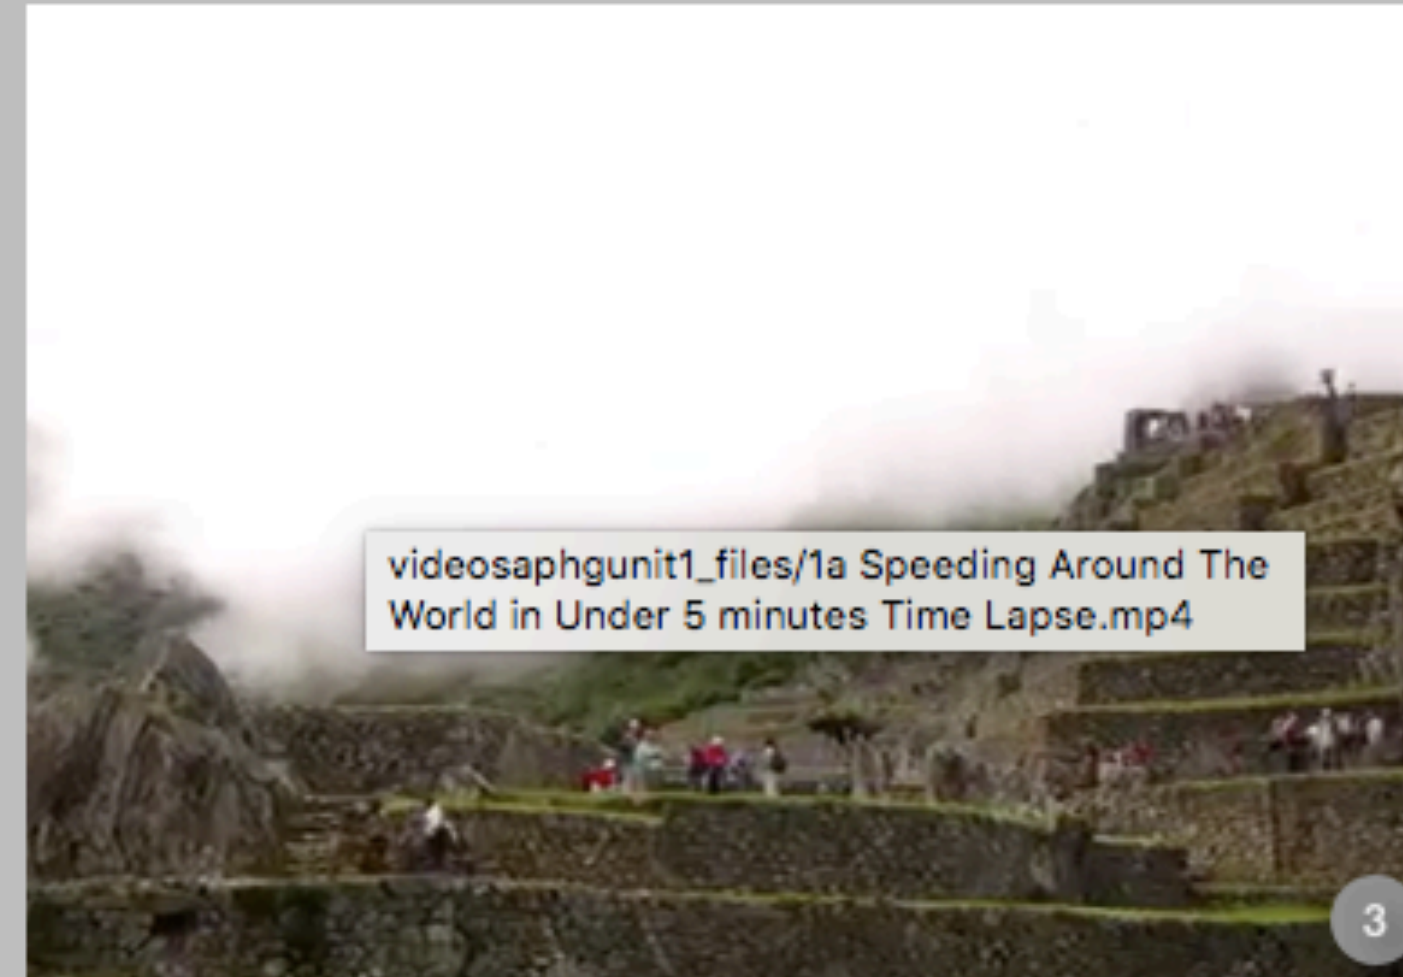 videosaphgunit1_files/1a Speeding Around The
World in Under 5 minutes Time Lapse.mp4
3